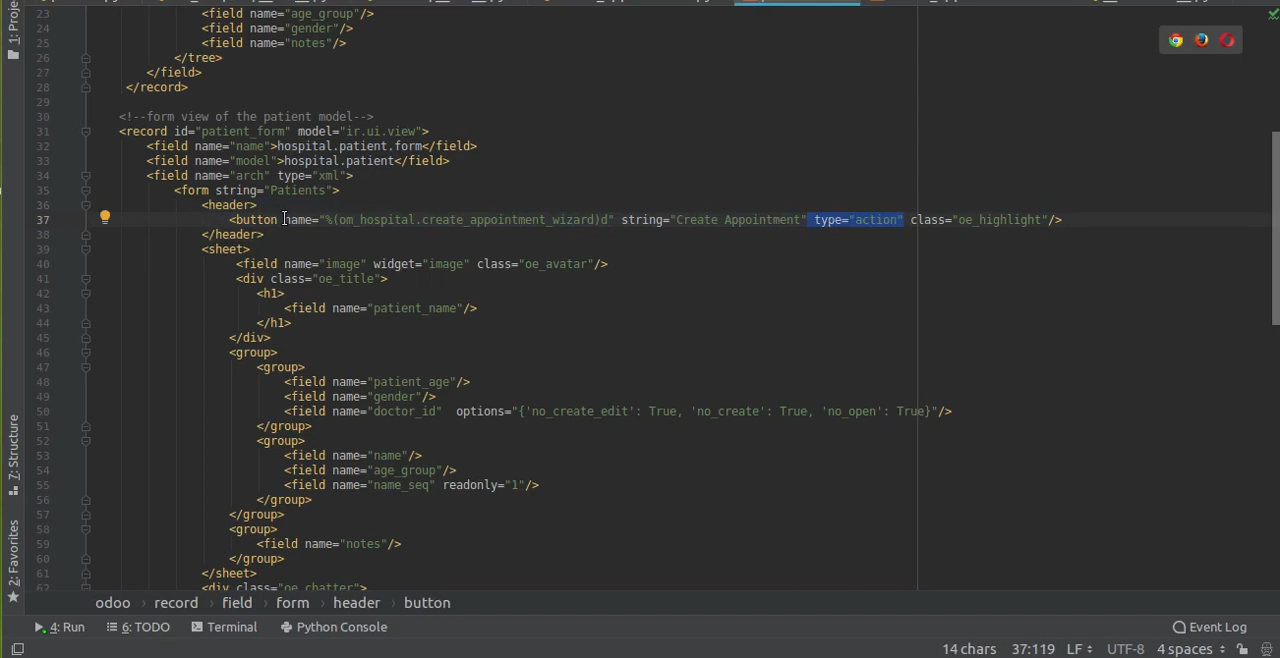 23 <field name="age_group"/>
24 <field name="gender"/>
25 <field name="notes"/>
26 </tree>
27 </field>
28 </record>
29
30 <!--form view of the patient model-->
31 <record id="patient_form" model="ir.ui.view">
32 <field name="name">hospital.patient.form</field>
33 <field name="model">hospital.patient</field>
34 <field name="arch" type="xml">
35 <form string="Patients">
36 <header>
37 <button name="%(om_hospital.create_appointment_wizard)d" string="Create Appointment" type="action" class="oe_highlight"/>
38 </header>
39 <sheet>
40 <field name="image" widget="image" class="oe_avatar"/>
41 <div class="oe_title">
42 <h1>
43 <field name="patient_name"/>
44 </h1>
45 </div>
46 <group>
47 <group>
48 <field name="patient_age"/>
49 <field name="gender"/>
50 <field name="doctor_id" options="{'no_create_edit': True, 'no_create': True, 'no_open': True}"/>
51 </group>
52 <group>
53 <field name="name"/>
54 <field name="age_group"/>
55 <field name="name_seq" readonly="1"/>
56 </group>
57 </group>
58 <group>
59 <field name="notes"/>
60 </group>
61 </sheet>
62 <div class="oe_chatter">
1: Proje
7: Structure
2: Favorites
odoo › record › field › form › header › button
4: Run 6: TODO Terminal Python Console Event Log
14 chars 37:119 LF UTF-8 4 spaces